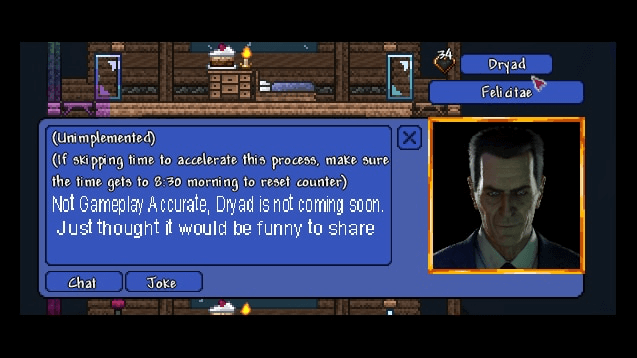 34
Dryad
Felicitae
(Unimplemented)
(If skipping time to accelerate this process, make sure
the time gets to 8:30 morning to reset counter)
Not Gameplay Accurate, Dryad is not coming soon.
Just thought it would be funny to share
Chat
Joke